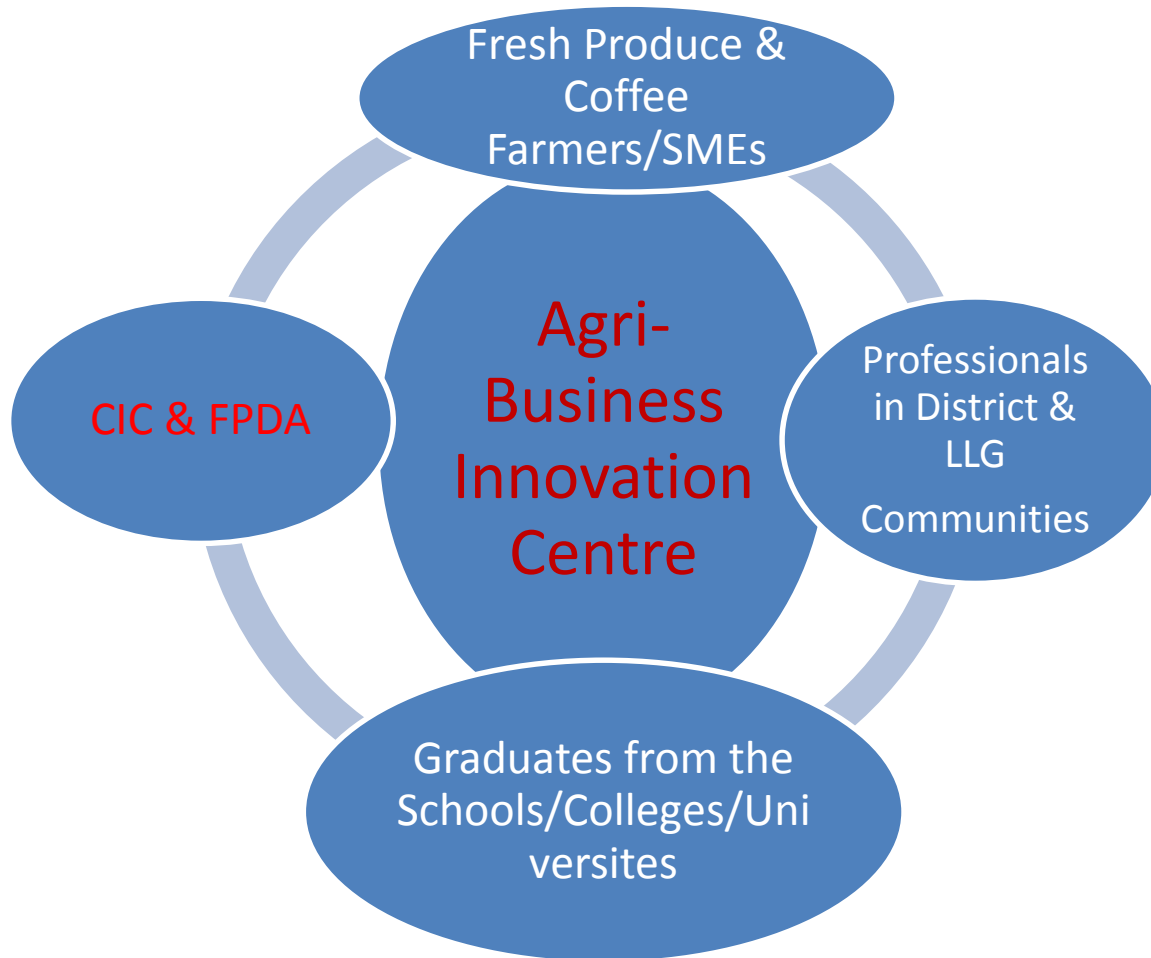 Fresh Produce &
Coffee
Farmers/SMEs
Agri-
Business
Innovation
Centre
CIC & FPDA
Professionals
in District &
LLG
Communities
Graduates from the
Schools/Colleges/Uni
versites